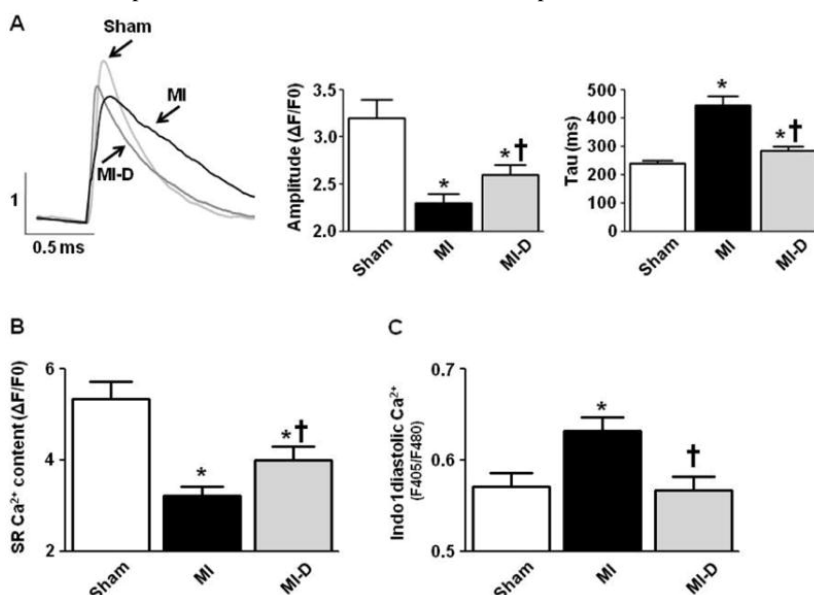 A
Sham
MI
MI-D
1
0.5 ms
Amplitude (ΔF/F0)
3.5
3.0
2.5
2.0
*
*†
Sham
MI
MI-D
Tau (ms)
500
400
300
200
100
0
*
*†
Sham
MI
MI-D
B
SR Ca²⁺ content (ΔF/F0)
6
4
2
*
*†
Sham
MI
MI-D
C
Indo1diastolic Ca²⁺
(F405/F480)
0.7
0.6
0.5
*
†
Sham
MI
MI-D